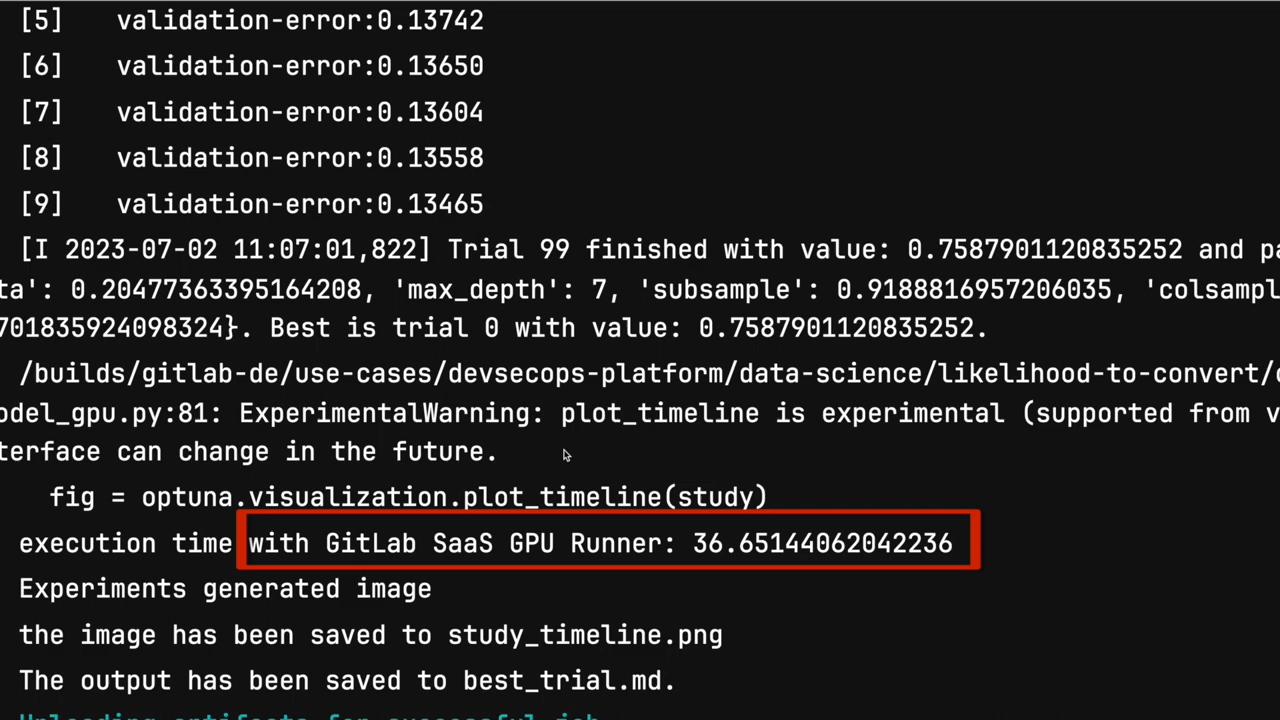 [5] validation-error:0.13742
[6] validation-error:0.13650
[7] validation-error:0.13604
[8] validation-error:0.13558
[9] validation-error:0.13465
[I 2023-07-02 11:07:01,822] Trial 99 finished with value: 0.7587901120835252 and pa
ta': 0.20477363395164208, 'max_depth': 7, 'subsample': 0.9188816957206035, 'colsampl
701835924098324}. Best is trial 0 with value: 0.7587901120835252.
/builds/gitlab-de/use-cases/devsecops-platform/data-science/likelihood-to-convert/
odel_gpu.py:81: ExperimentalWarning: plot_timeline is experimental (supported from v
terface can change in the future.
fig = optuna.visualization.plot_timeline(study)
execution time with GitLab SaaS GPU Runner: 36.65144062042236
Experiments generated image
the image has been saved to study_timeline.png
The output has been saved to best_trial.md.
Uploading artifacts for successful job